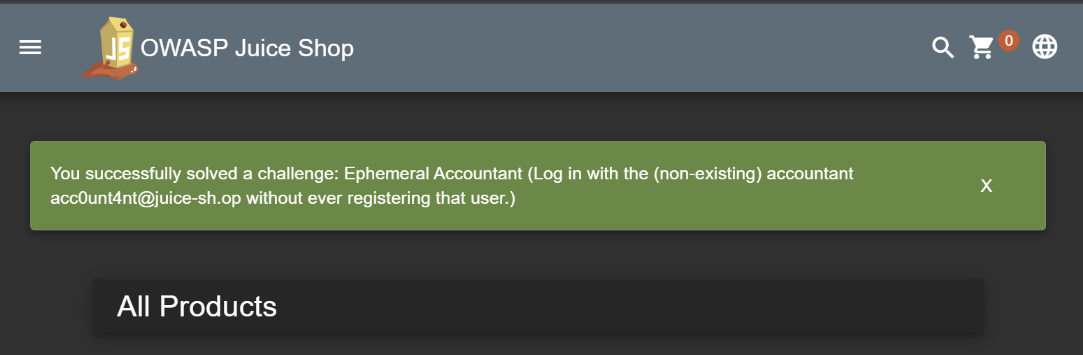 JS OWASP Juice Shop 0
You successfully solved a challenge: Ephemeral Accountant (Log in with the (non-existing) accountant
acc0unt4nt@juice-sh.op without ever registering that user.)
X
All Products